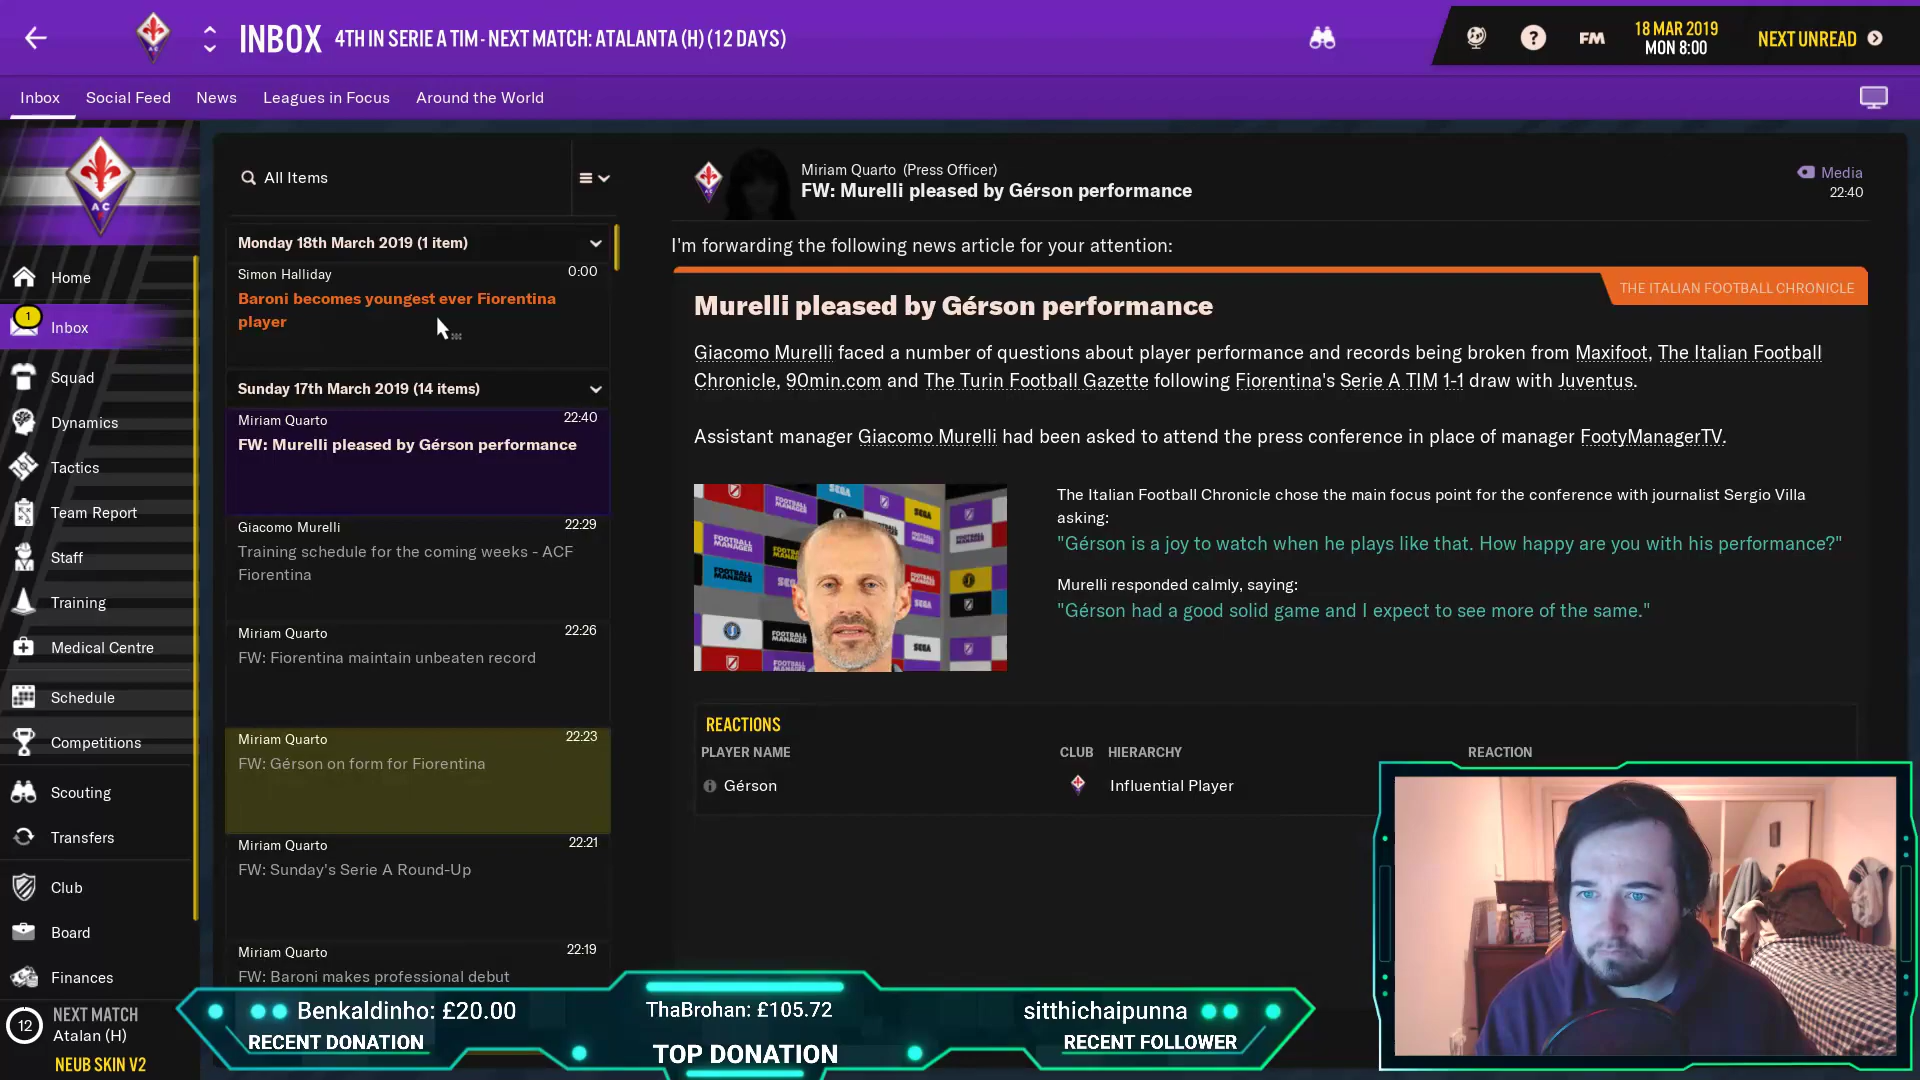 INBOX 4TH IN SERIE A TIM - NEXT MATCH: ATALANTA (H) (12 DAYS)
FM
18 MAR 2019
MON 8:00
NEXT UNREAD
Inbox Social Feed News Leagues in Focus Around the World
Home
1
Inbox
Squad
Dynamics
Tactics
Team Report
Staff
Training
Medical Centre
Schedule
Competitions
Scouting
Transfers
Club
Board
Finances
12
NEXT MATCH
Atalan (H)
NEUB SKIN V2
All Items
Monday 18th March 2019 (1 item)
Simon Halliday 0:00
Baroni becomes youngest ever Fiorentina
player
Sunday 17th March 2019 (14 items)
Miriam Quarto 22:40
FW: Murelli pleased by Gérson performance
Giacomo Murelli 22:29
Training schedule for the coming weeks - ACF
Fiorentina
Miriam Quarto 22:26
FW: Fiorentina maintain unbeaten record
Miriam Quarto 22:23
FW: Gérson on form for Fiorentina
Miriam Quarto 22:21
FW: Sunday's Serie A Round-Up
Miriam Quarto 22:19
FW: Baroni makes professional debut
Miriam Quarto (Press Officer)
FW: Murelli pleased by Gérson performance
Media
22:40
I'm forwarding the following news article for your attention:
THE ITALIAN FOOTBALL CHRONICLE
Murelli pleased by Gérson performance
Giacomo Murelli faced a number of questions about player performance and records being broken from Maxifoot, The Italian Football
Chronicle, 90min.com and The Turin Football Gazette following Fiorentina's Serie A TIM 1-1 draw with Juventus.
Assistant manager Giacomo Murelli had been asked to attend the press conference in place of manager FootyManagerTV.
The Italian Football Chronicle chose the main focus point for the conference with journalist Sergio Villa
asking:
"Gérson is a joy to watch when he plays like that. How happy are you with his performance?"
Murelli responded calmly, saying:
"Gérson had a good solid game and I expect to see more of the same."
REACTIONS
PLAYER NAME CLUB HIERARCHY REACTION
Gérson Influential Player
Benkaldinho: £20.00
RECENT DONATION
ThaBrohan: £105.72
TOP DONATION
sitthichaipunna
RECENT FOLLOWER